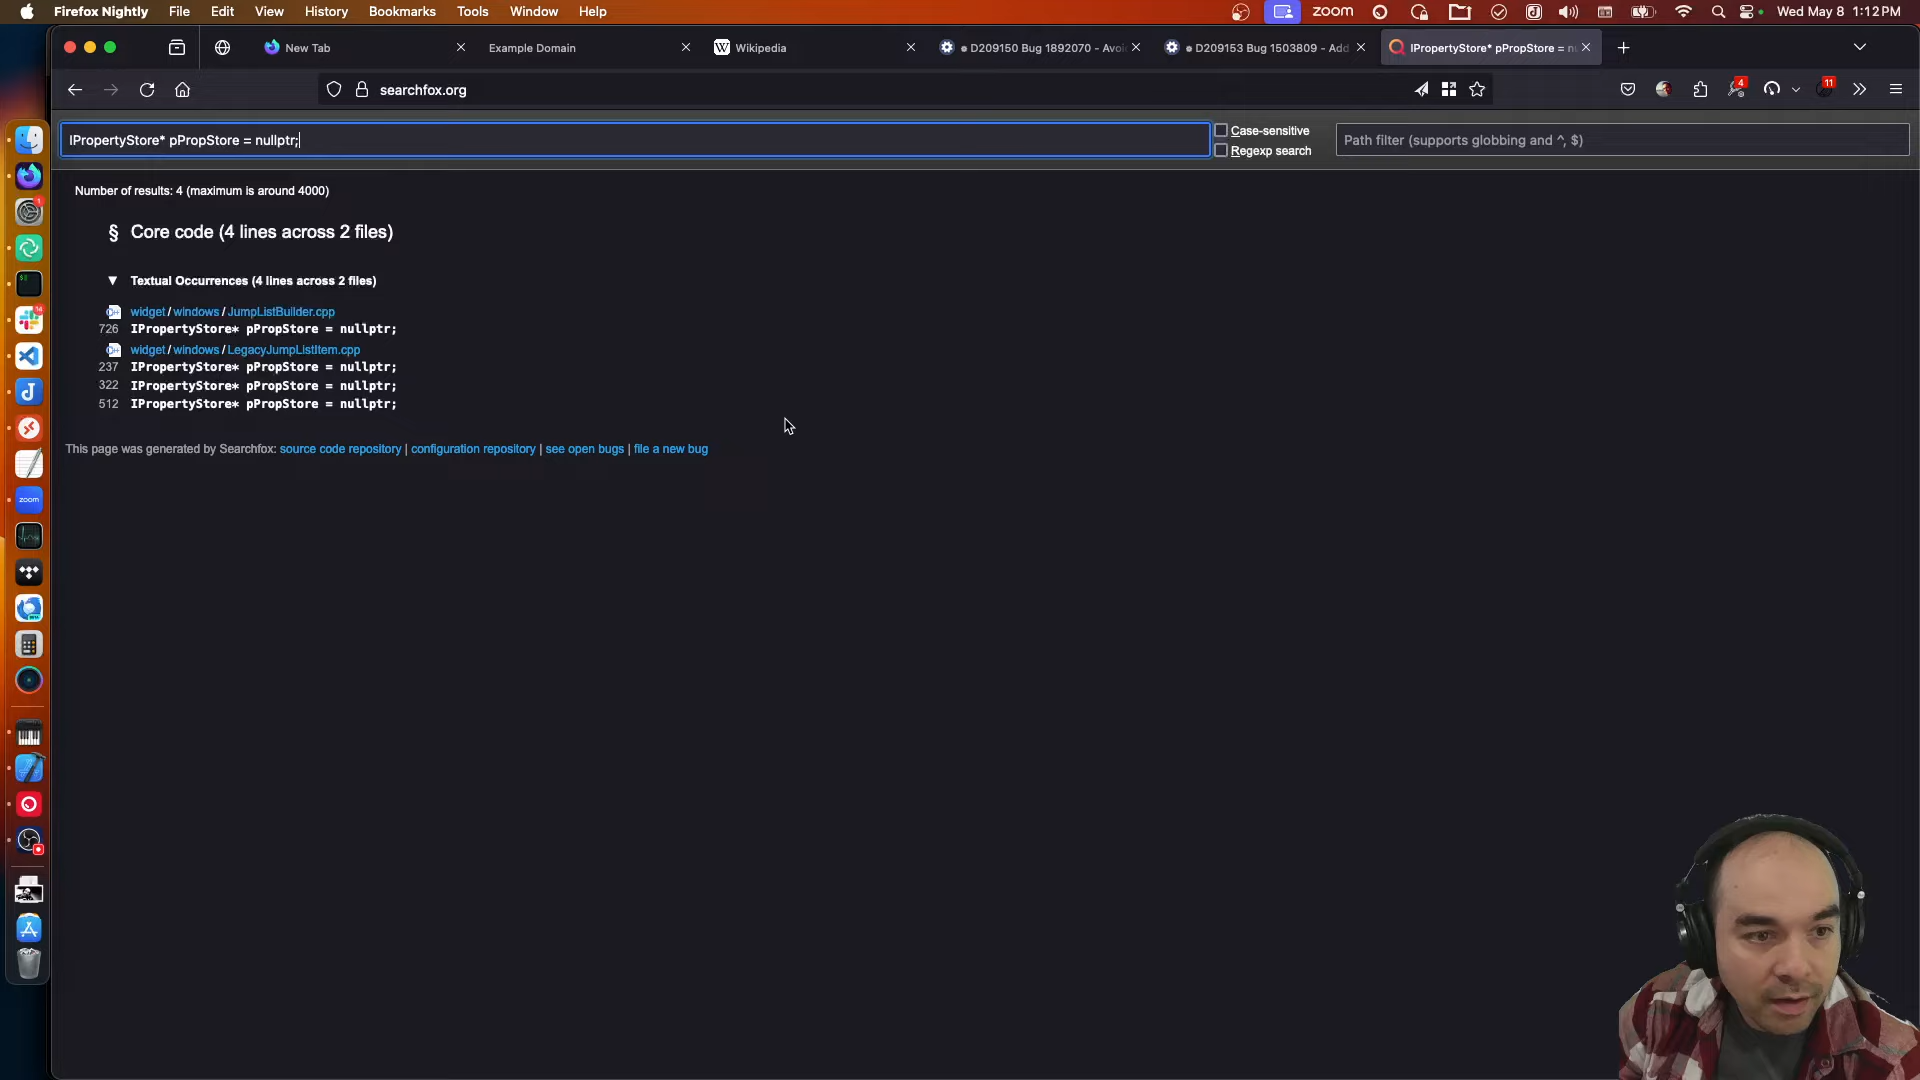 Firefox Nightly File Edit View History Bookmarks Tools Window Help zoom Wed May 8 1:12 PM
New Tab Example Domain Wikipedia D209150 Bug 1892070 - Avoi D209153 Bug 1503809 - Add IPropertyStore* pPropStore = n
searchfox.org 4 11
IPropertyStore* pPropStore = nullptr;
Case-sensitive
Regexp search
Path filter (supports globbing and ^, $)
Number of results: 4 (maximum is around 4000)
§ Core code (4 lines across 2 files)
▼ Textual Occurrences (4 lines across 2 files)
widget/windows/JumpListBuilder.cpp
726 IPropertyStore* pPropStore = nullptr;
widget/windows/LegacyJumpListItem.cpp
237 IPropertyStore* pPropStore = nullptr;
322 IPropertyStore* pPropStore = nullptr;
512 IPropertyStore* pPropStore = nullptr;
This page was generated by Searchfox: source code repository | configuration repository | see open bugs | file a new bug
1
14
zoom